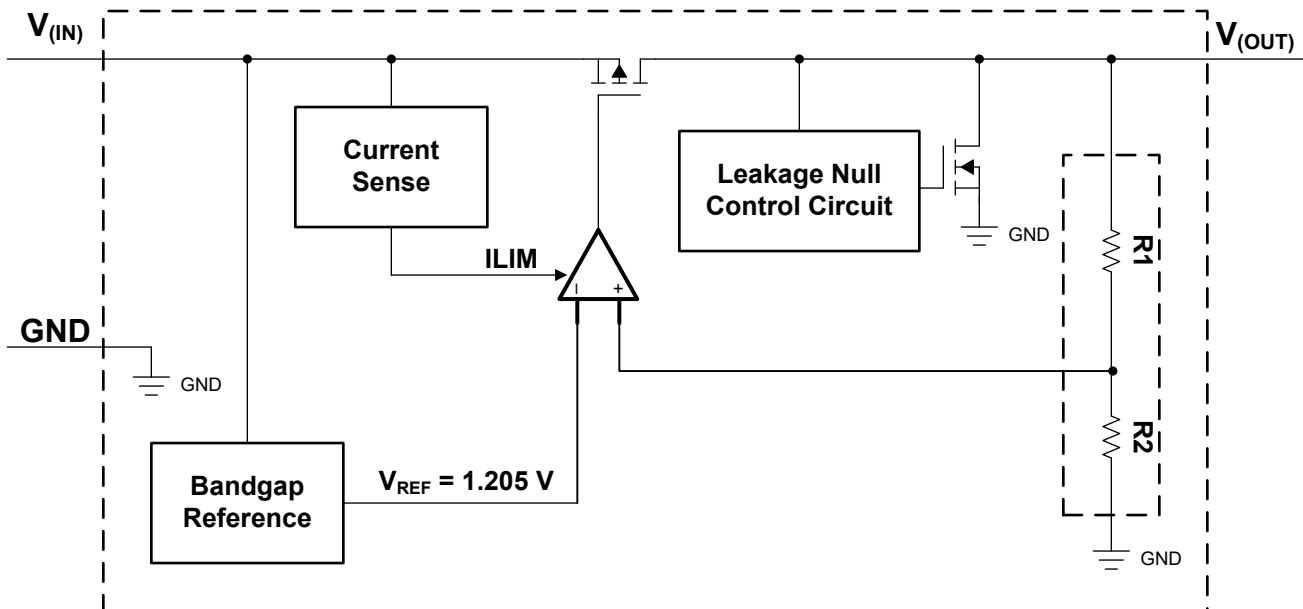 V(IN)
V(OUT)
Current
Sense
Leakage Null
Control Circuit
GND
R1
ILIM
- +
GND
GND
R2
Bandgap
Reference
VREF = 1.205 V
GND